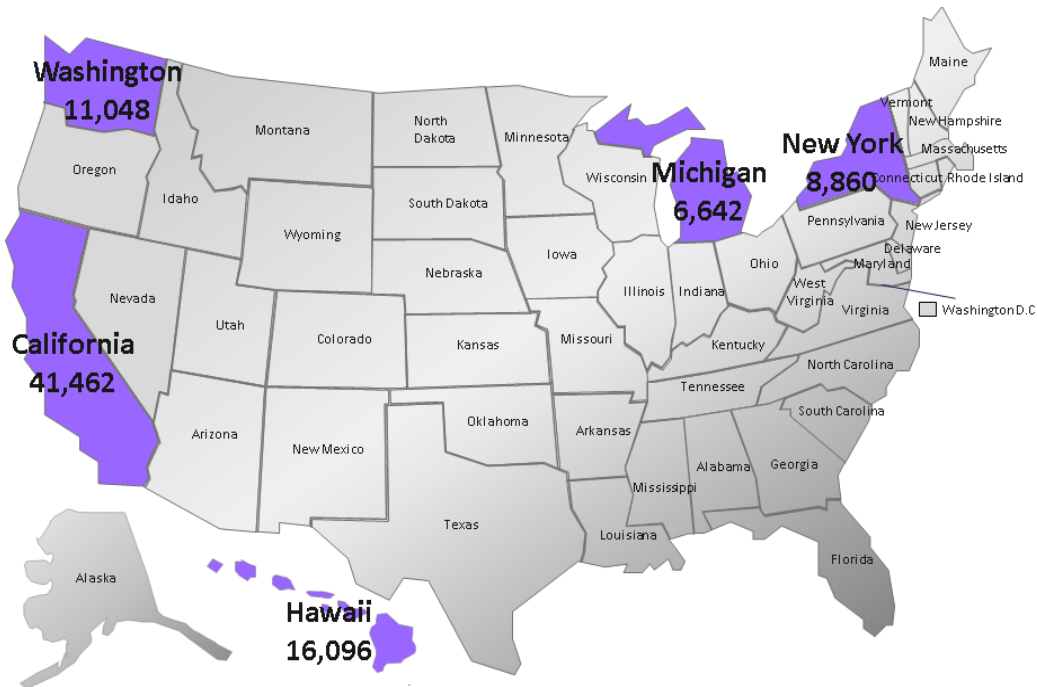 Maine
Washington
11,048
Vermont
New Hampshire
Montana
North
Dakota
Minnesota
New York
8,860
Massachusetts
Oregon
Michigan
6,642
Wisconsin
Connecticut
Rhode Island
Idaho
South Dakota
Pennsylvania
New Jersey
Wyoming
Delaware
Maryland
Iowa
Ohio
Nebraska
West
Virginia
Nevada
Illinois
Indiana
Virginia
Washington D.C
Utah
Colorado
Missouri
Kansas
Kentucky
California
41,462
North Carolina
Tennessee
South Carolina
Oklahoma
Arkansas
Arizona
New Mexico
Alabama
Georgia
Mississippi
Texas
Louisiana
Florida
Alaska
Hawaii
16,096